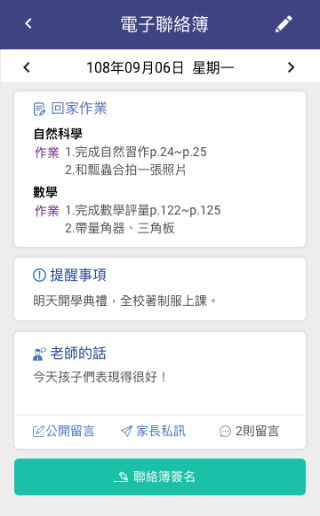 電子聯絡簿
108年09月06日 星期一
回家作業
自然科學
作業 1.完成自然習作p.24~p.25
2.和瓢蟲合拍一張照片
數學
作業 1.完成數學評量p.122~p.125
2.帶量角器、三角板
提醒事項
明天開學典禮，全校著制服上課。
老師的話
今天孩子們表現得很好！
公開留言 家長私訊 2則留言
聯絡簿簽名